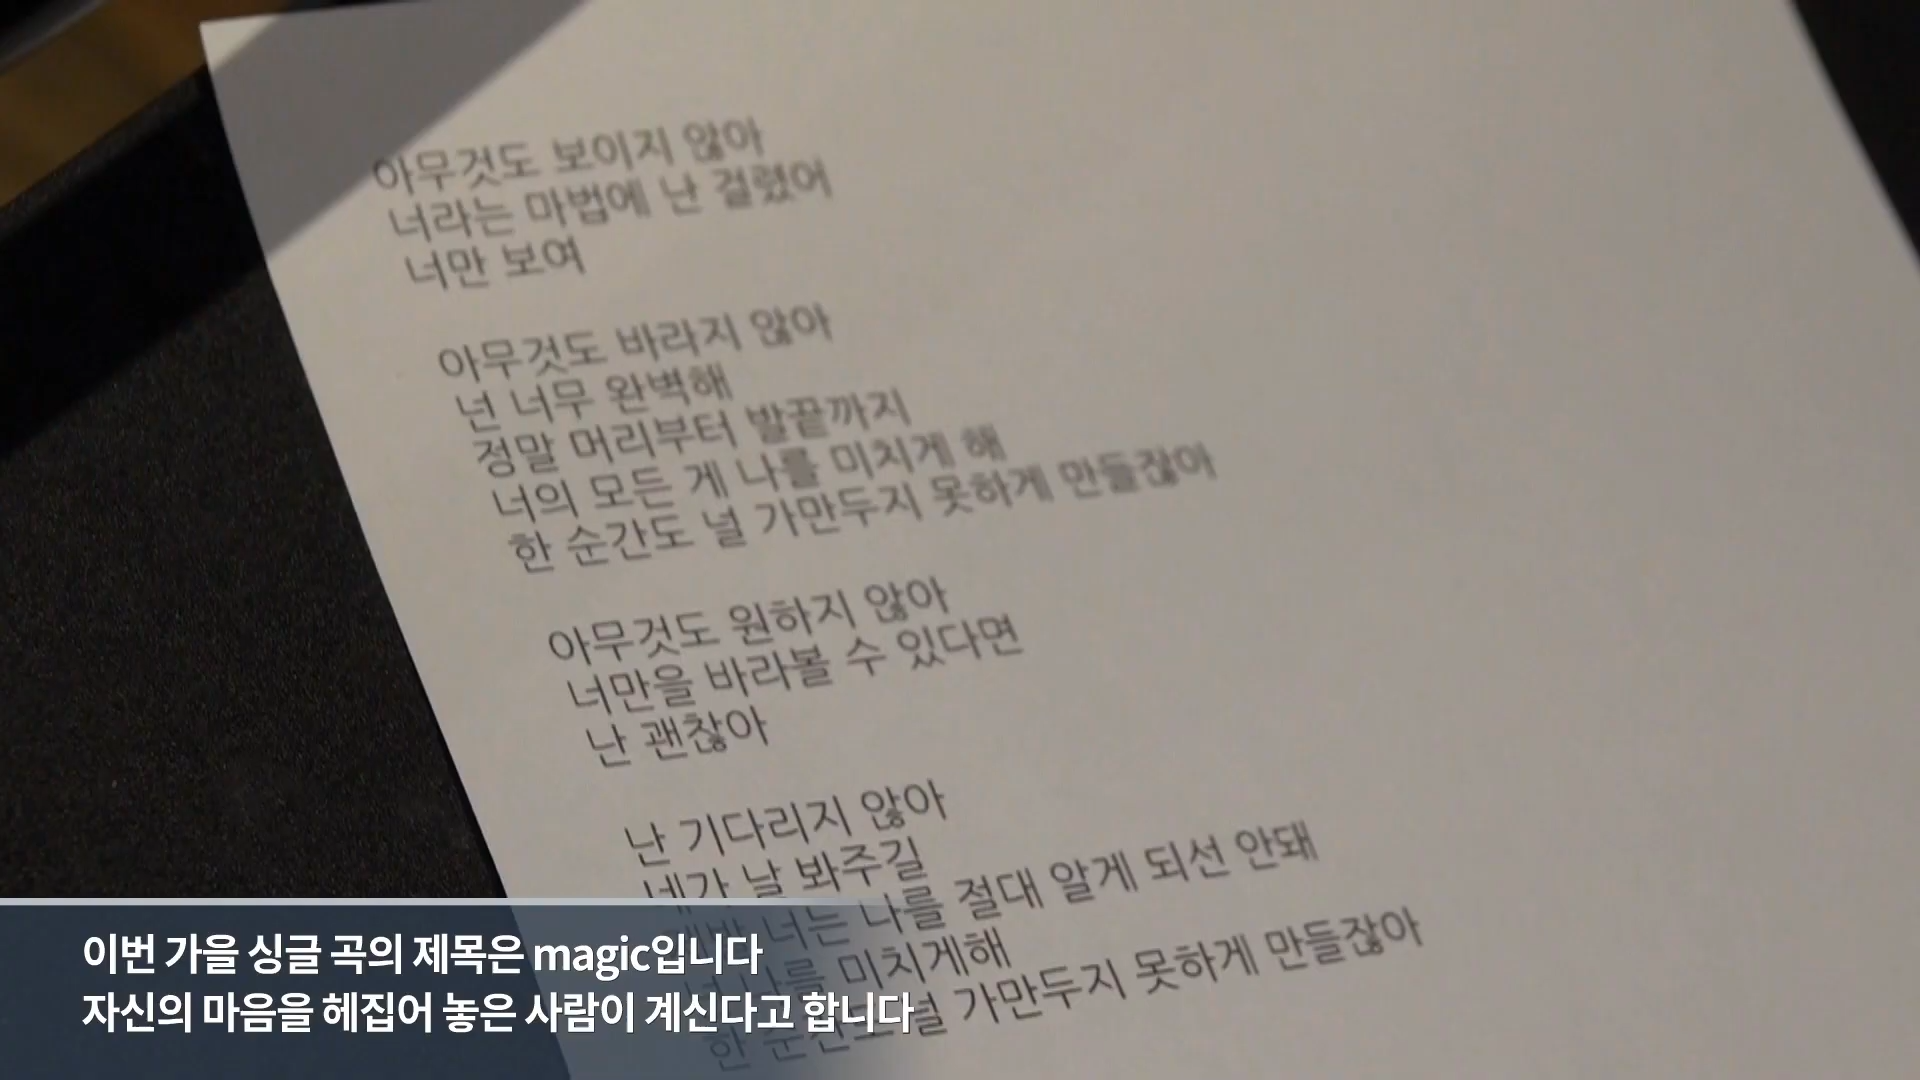 아무것도 보이지 않아
너라는 마법에 난 걸렸어
너만 보여
아무것도 바라지 않아
넌 너무 완벽해
정말 머리부터 발끝까지
너의 모든 게 나를 미치게 해
한 순간도 널 가만두지 못하게 만들잖아
아무것도 원하지 않아
너만을 바라볼 수 있다면
난 괜찮아
난 기다리지 않아
네가 날 봐주길
너는 나를 절대 알게 되선 안돼
나를 미치게해
한 순간도 널 가만두지 못하게 만들잖아
이번 가을 싱글 곡의 제목은 magic입니다
자신의 마음을 헤집어 놓은 사람이 계신다고 합니다